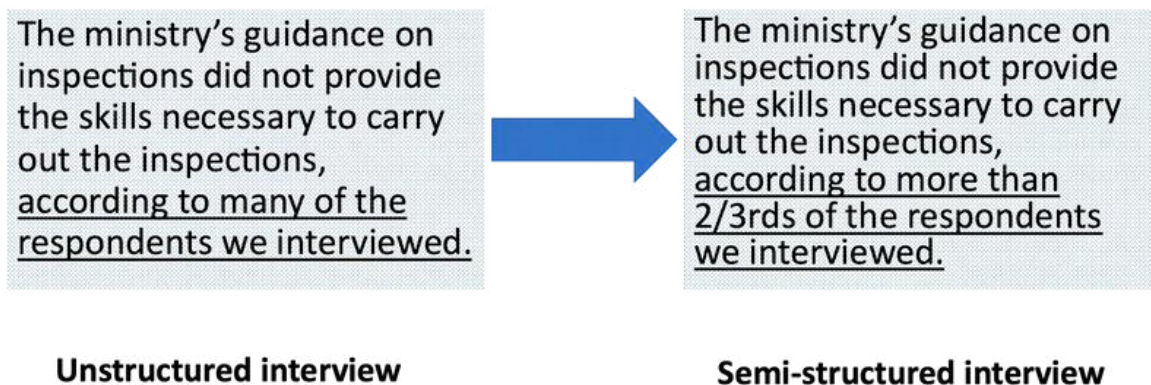 The ministry’s guidance on
inspections did not provide
the skills necessary to carry
out the inspections,
according to many of the
respondents we interviewed.
The ministry’s guidance on
inspections did not provide
the skills necessary to carry
out the inspections,
according to more than
2/3rds of the respondents
we interviewed.
Unstructured interview
Semi-structured interview